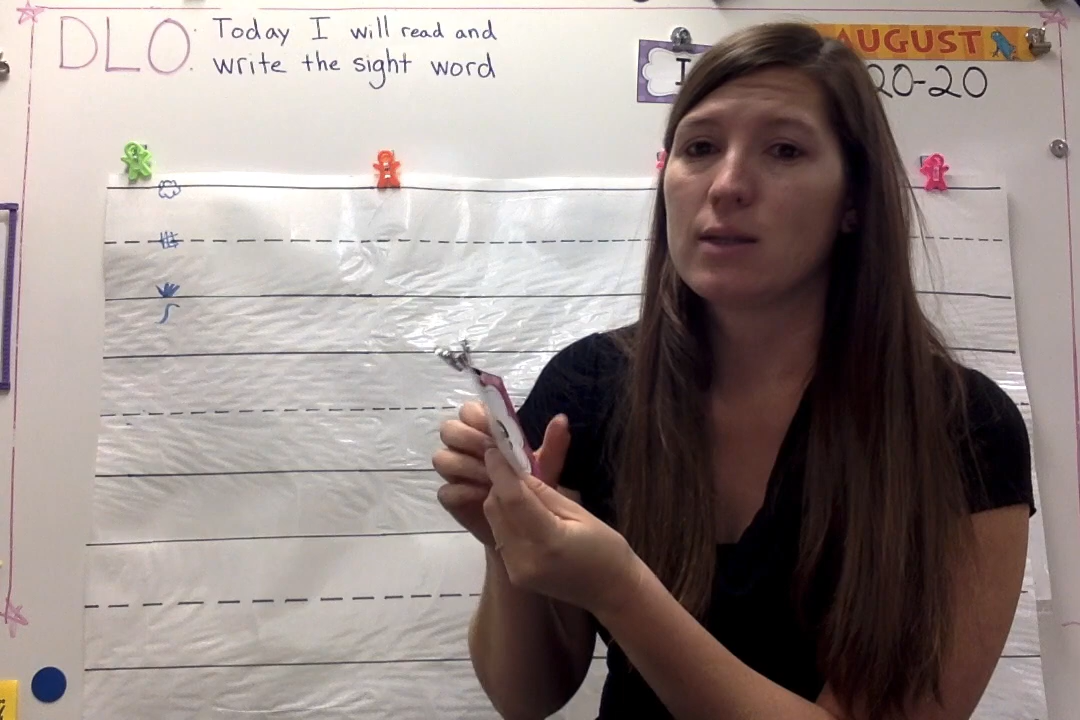 DLO: Today I will read and
write the sight word
I
AUGUST
20-20